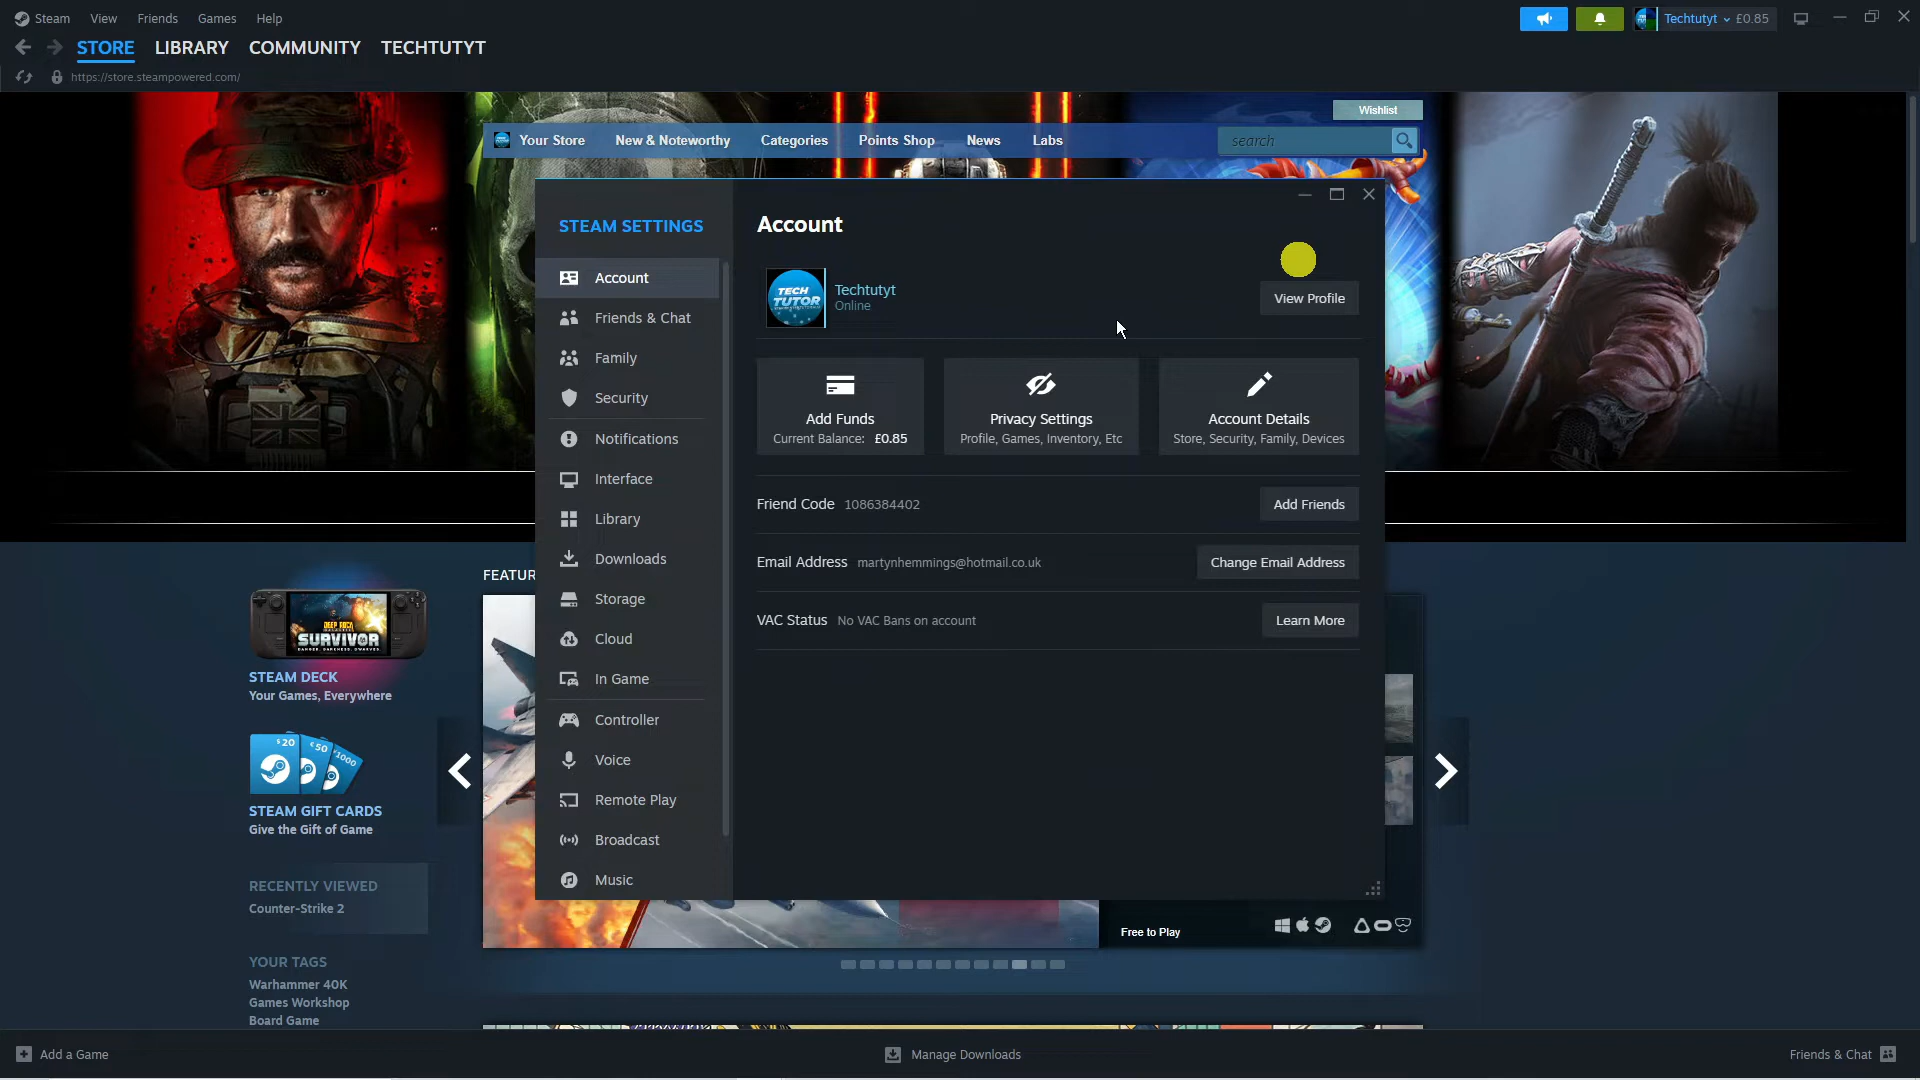 Steam View Friends Games Help
Techtutyt £0.85
STORE LIBRARY COMMUNITY TECHTUTYT
https://store.steampowered.com/
Wishlist
Your Store New & Noteworthy Categories Points Shop News Labs
search
STEAM SETTINGS
Account
Friends & Chat
Family
Security
Notifications
Interface
Library
Downloads
Storage
Cloud
In Game
Controller
Voice
Remote Play
Broadcast
Music
Account
TECH
TUTOR
Techtutyt
Online
View Profile
Add Funds
Current Balance: £0.85
Privacy Settings
Profile, Games, Inventory, Etc
Account Details
Store, Security, Family, Devices
Friend Code 1086384402
Add Friends
Email Address martynhemmings@hotmail.co.uk
Change Email Address
VAC Status No VAC Bans on account
Learn More
FEATUR
DEEP ROCK
SURVIVOR
STEAM DECK
Your Games, Everywhere
$20 €50 $1000
STEAM GIFT CARDS
Give the Gift of Game
RECENTLY VIEWED
Counter-Strike 2
YOUR TAGS
Warhammer 40K
Games Workshop
Board Game
Free to Play
Add a Game
Manage Downloads
Friends & Chat